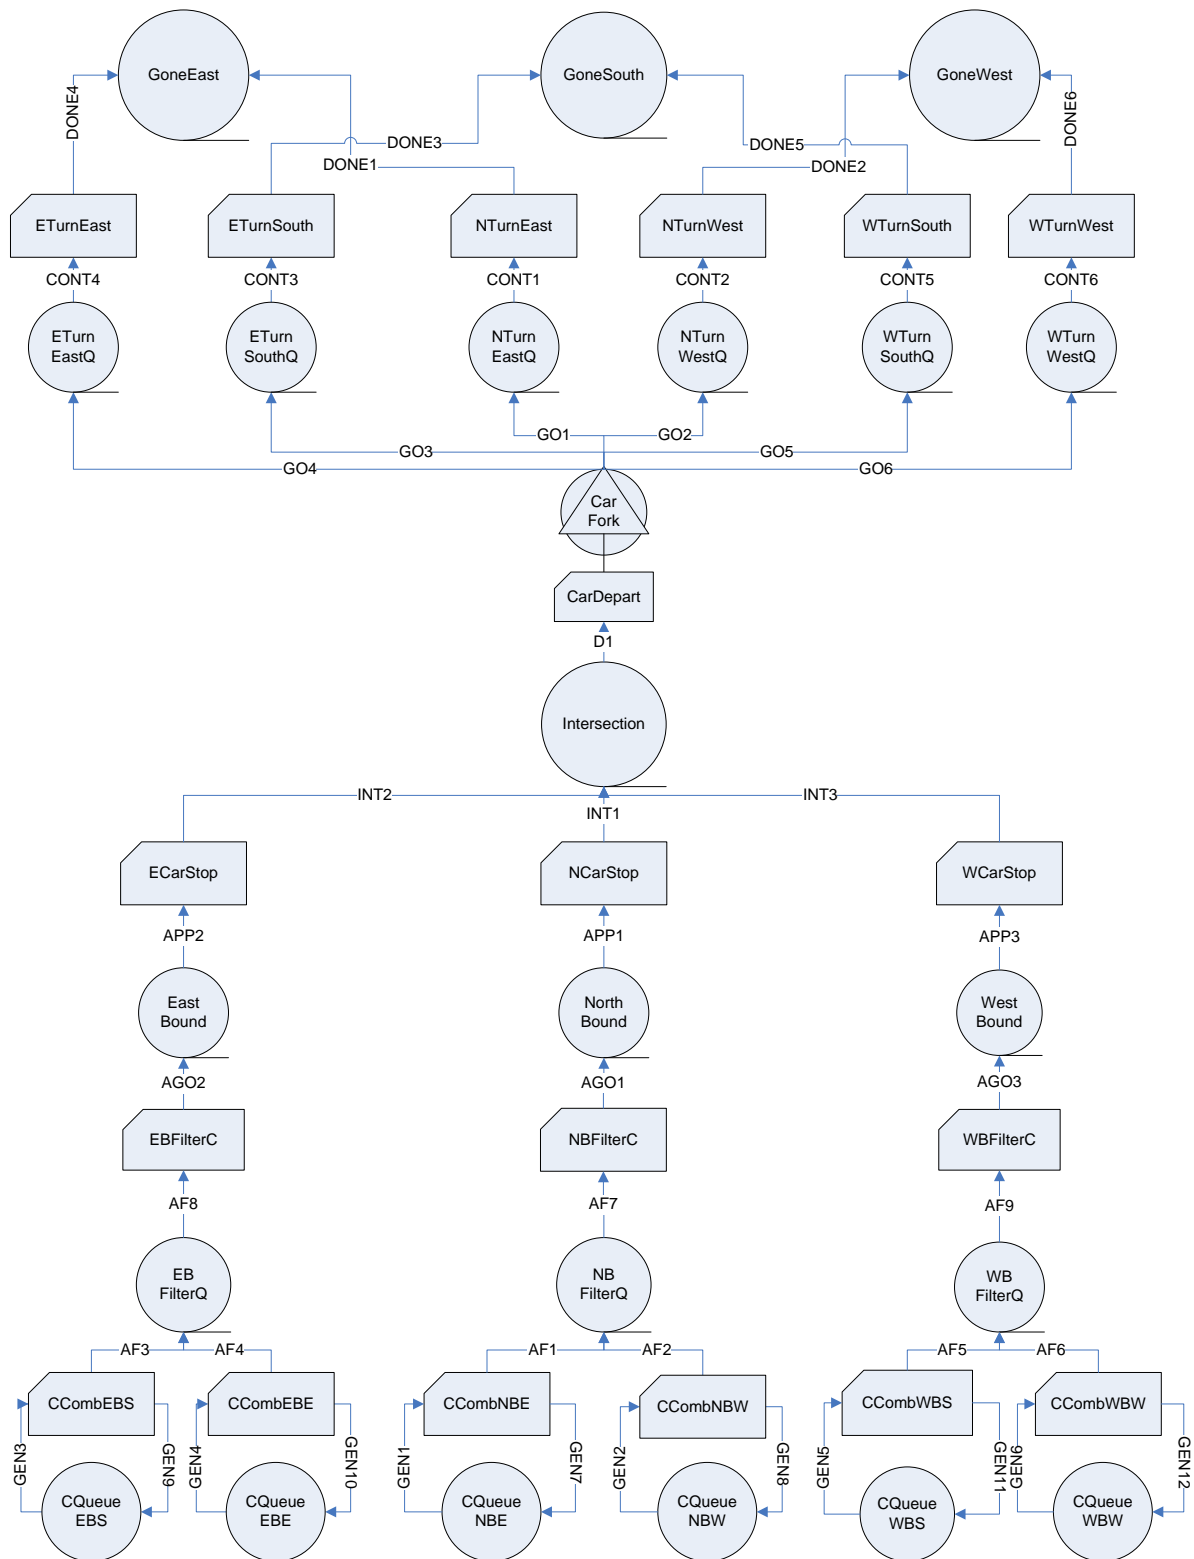 GoneEast
GoneSouth
GoneWest
DONE4
DONE3
DONE1
DONE5
DONE2
DONE6
ETurnEast
ETurnSouth
NTurnEast
NTurnWest
WTurnSouth
WTurnWest
CONT4
CONT3
CONT1
CONT2
CONT5
CONT6
ETurn
EastQ
ETurn
SouthQ
NTurn
EastQ
NTurn
WestQ
WTurn
SouthQ
WTurn
WestQ
GO1
GO2
GO3
GO5
GO4
GO6
Car
Fork
CarDepart
D1
Intersection
INT2
INT1
INT3
ECarStop
NCarStop
WCarStop
APP2
APP1
APP3
East
Bound
North
Bound
West
Bound
AGO2
AGO1
AGO3
EBFilterC
NBFilterC
WBFilterC
AF8
AF7
AF9
EB
FilterQ
NB
FilterQ
WB
FilterQ
AF3
AF4
AF1
AF2
AF5
AF6
CCombEBS
CCombEBE
CCombNBE
CCombNBW
CCombWBS
CCombWBW
GEN3
GEN9
GEN4
GEN10
GEN1
GEN7
GEN2
GEN8
GEN5
GEN11
GEN6
GEN12
CQueue
EBS
CQueue
EBE
CQueue
NBE
CQueue
NBW
CQueue
WBS
CQueue
WBW